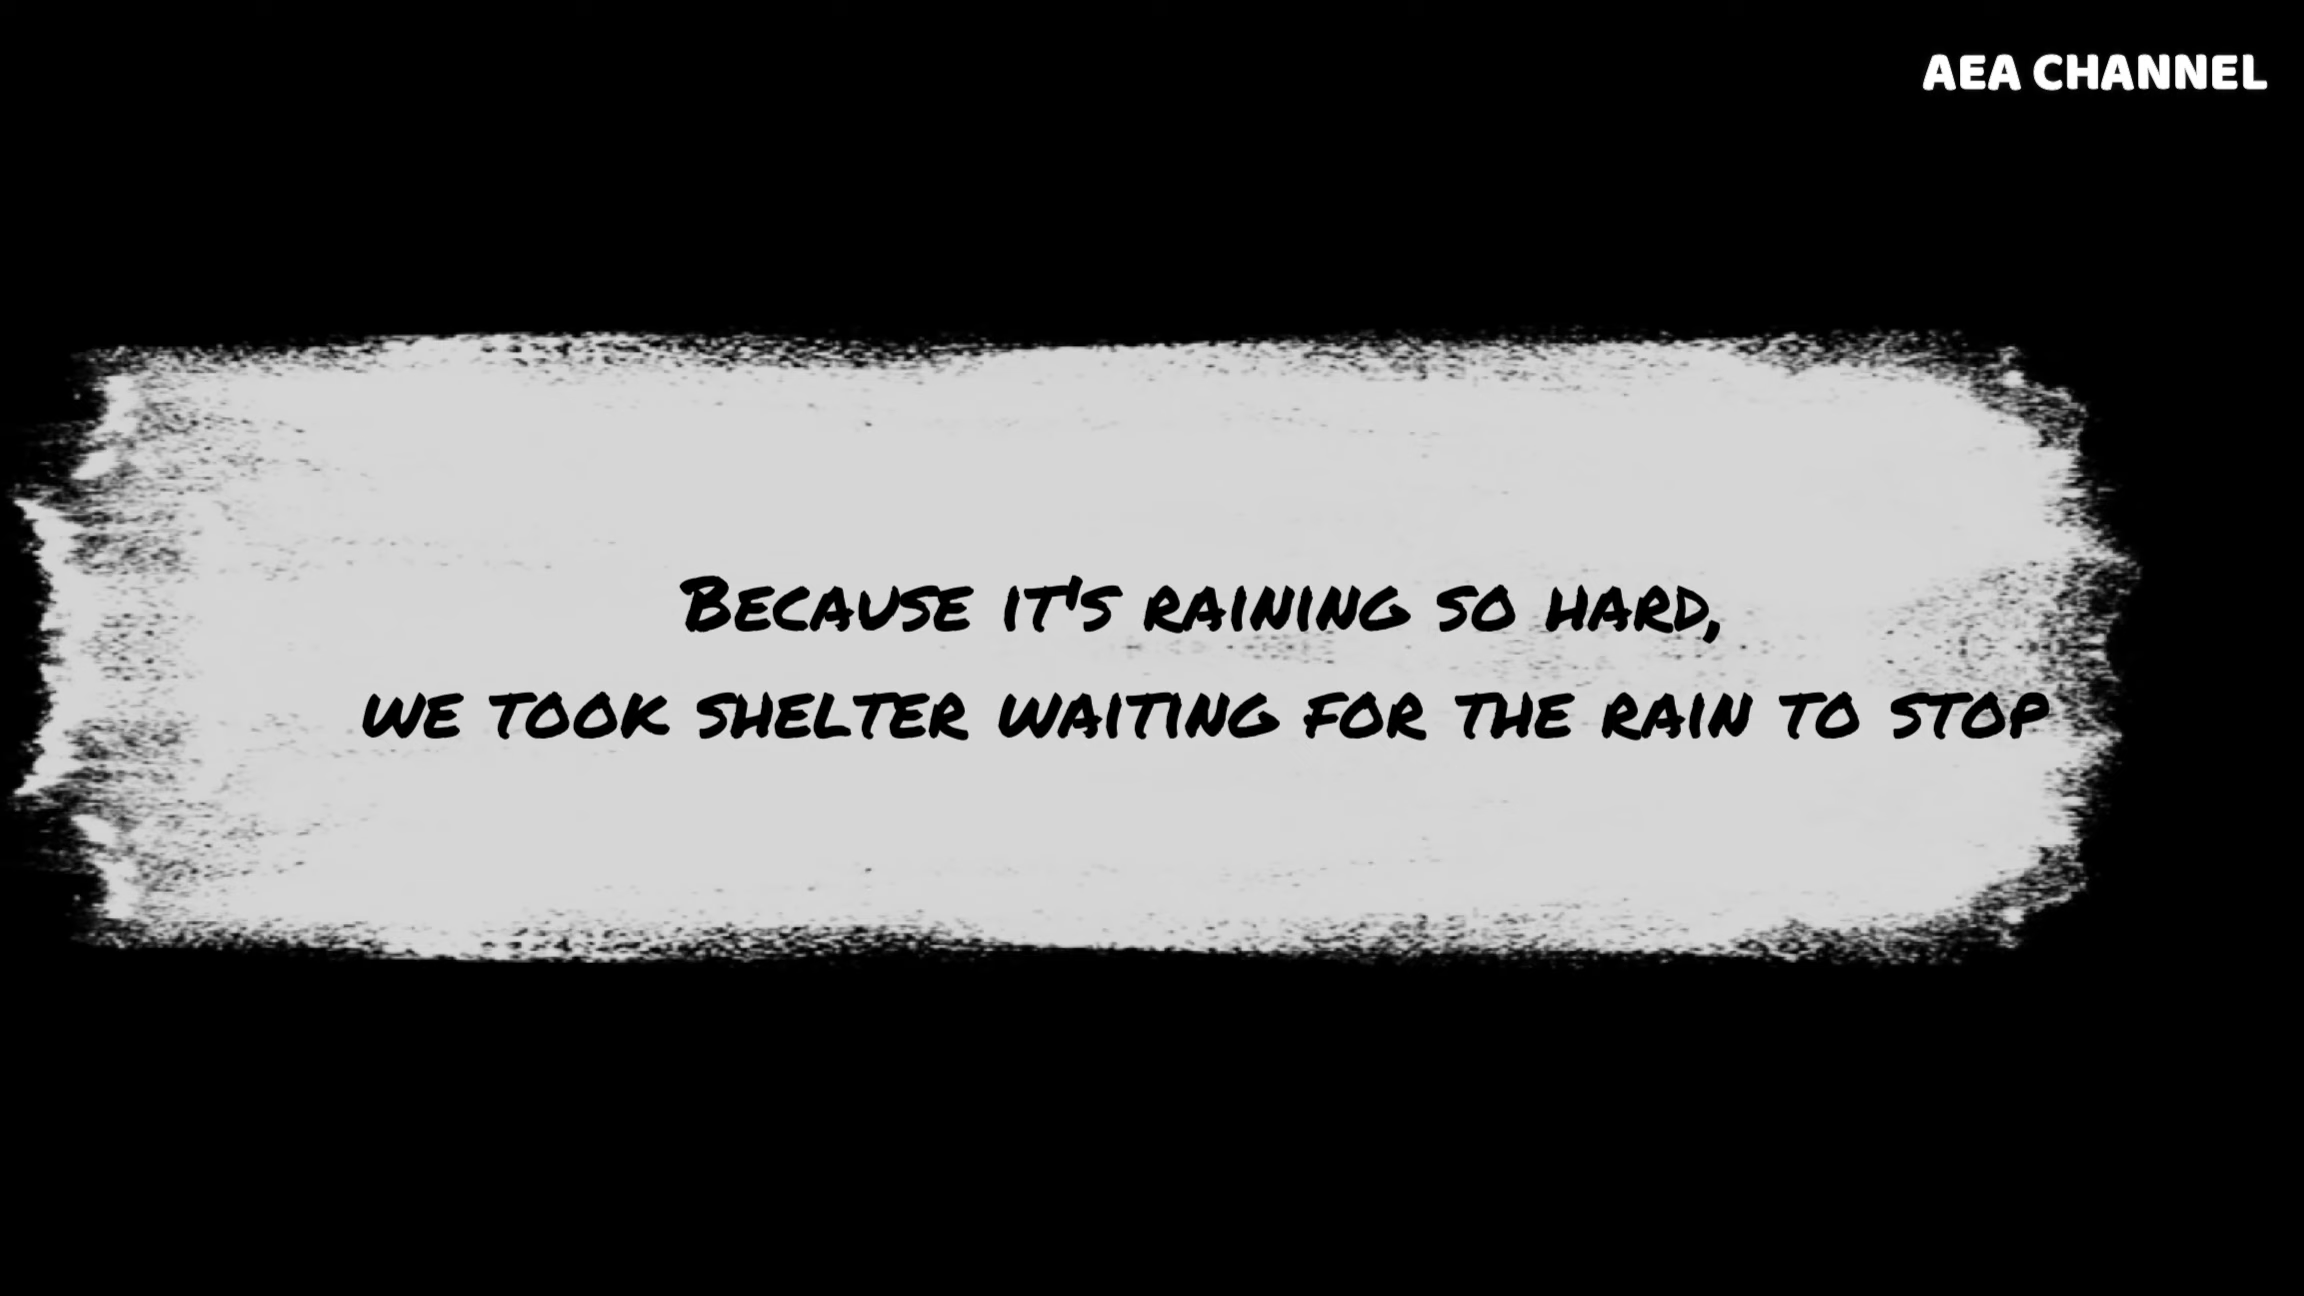 AEA CHANNEL
Because it's raining so hard,
we took shelter waiting for the rain to stop